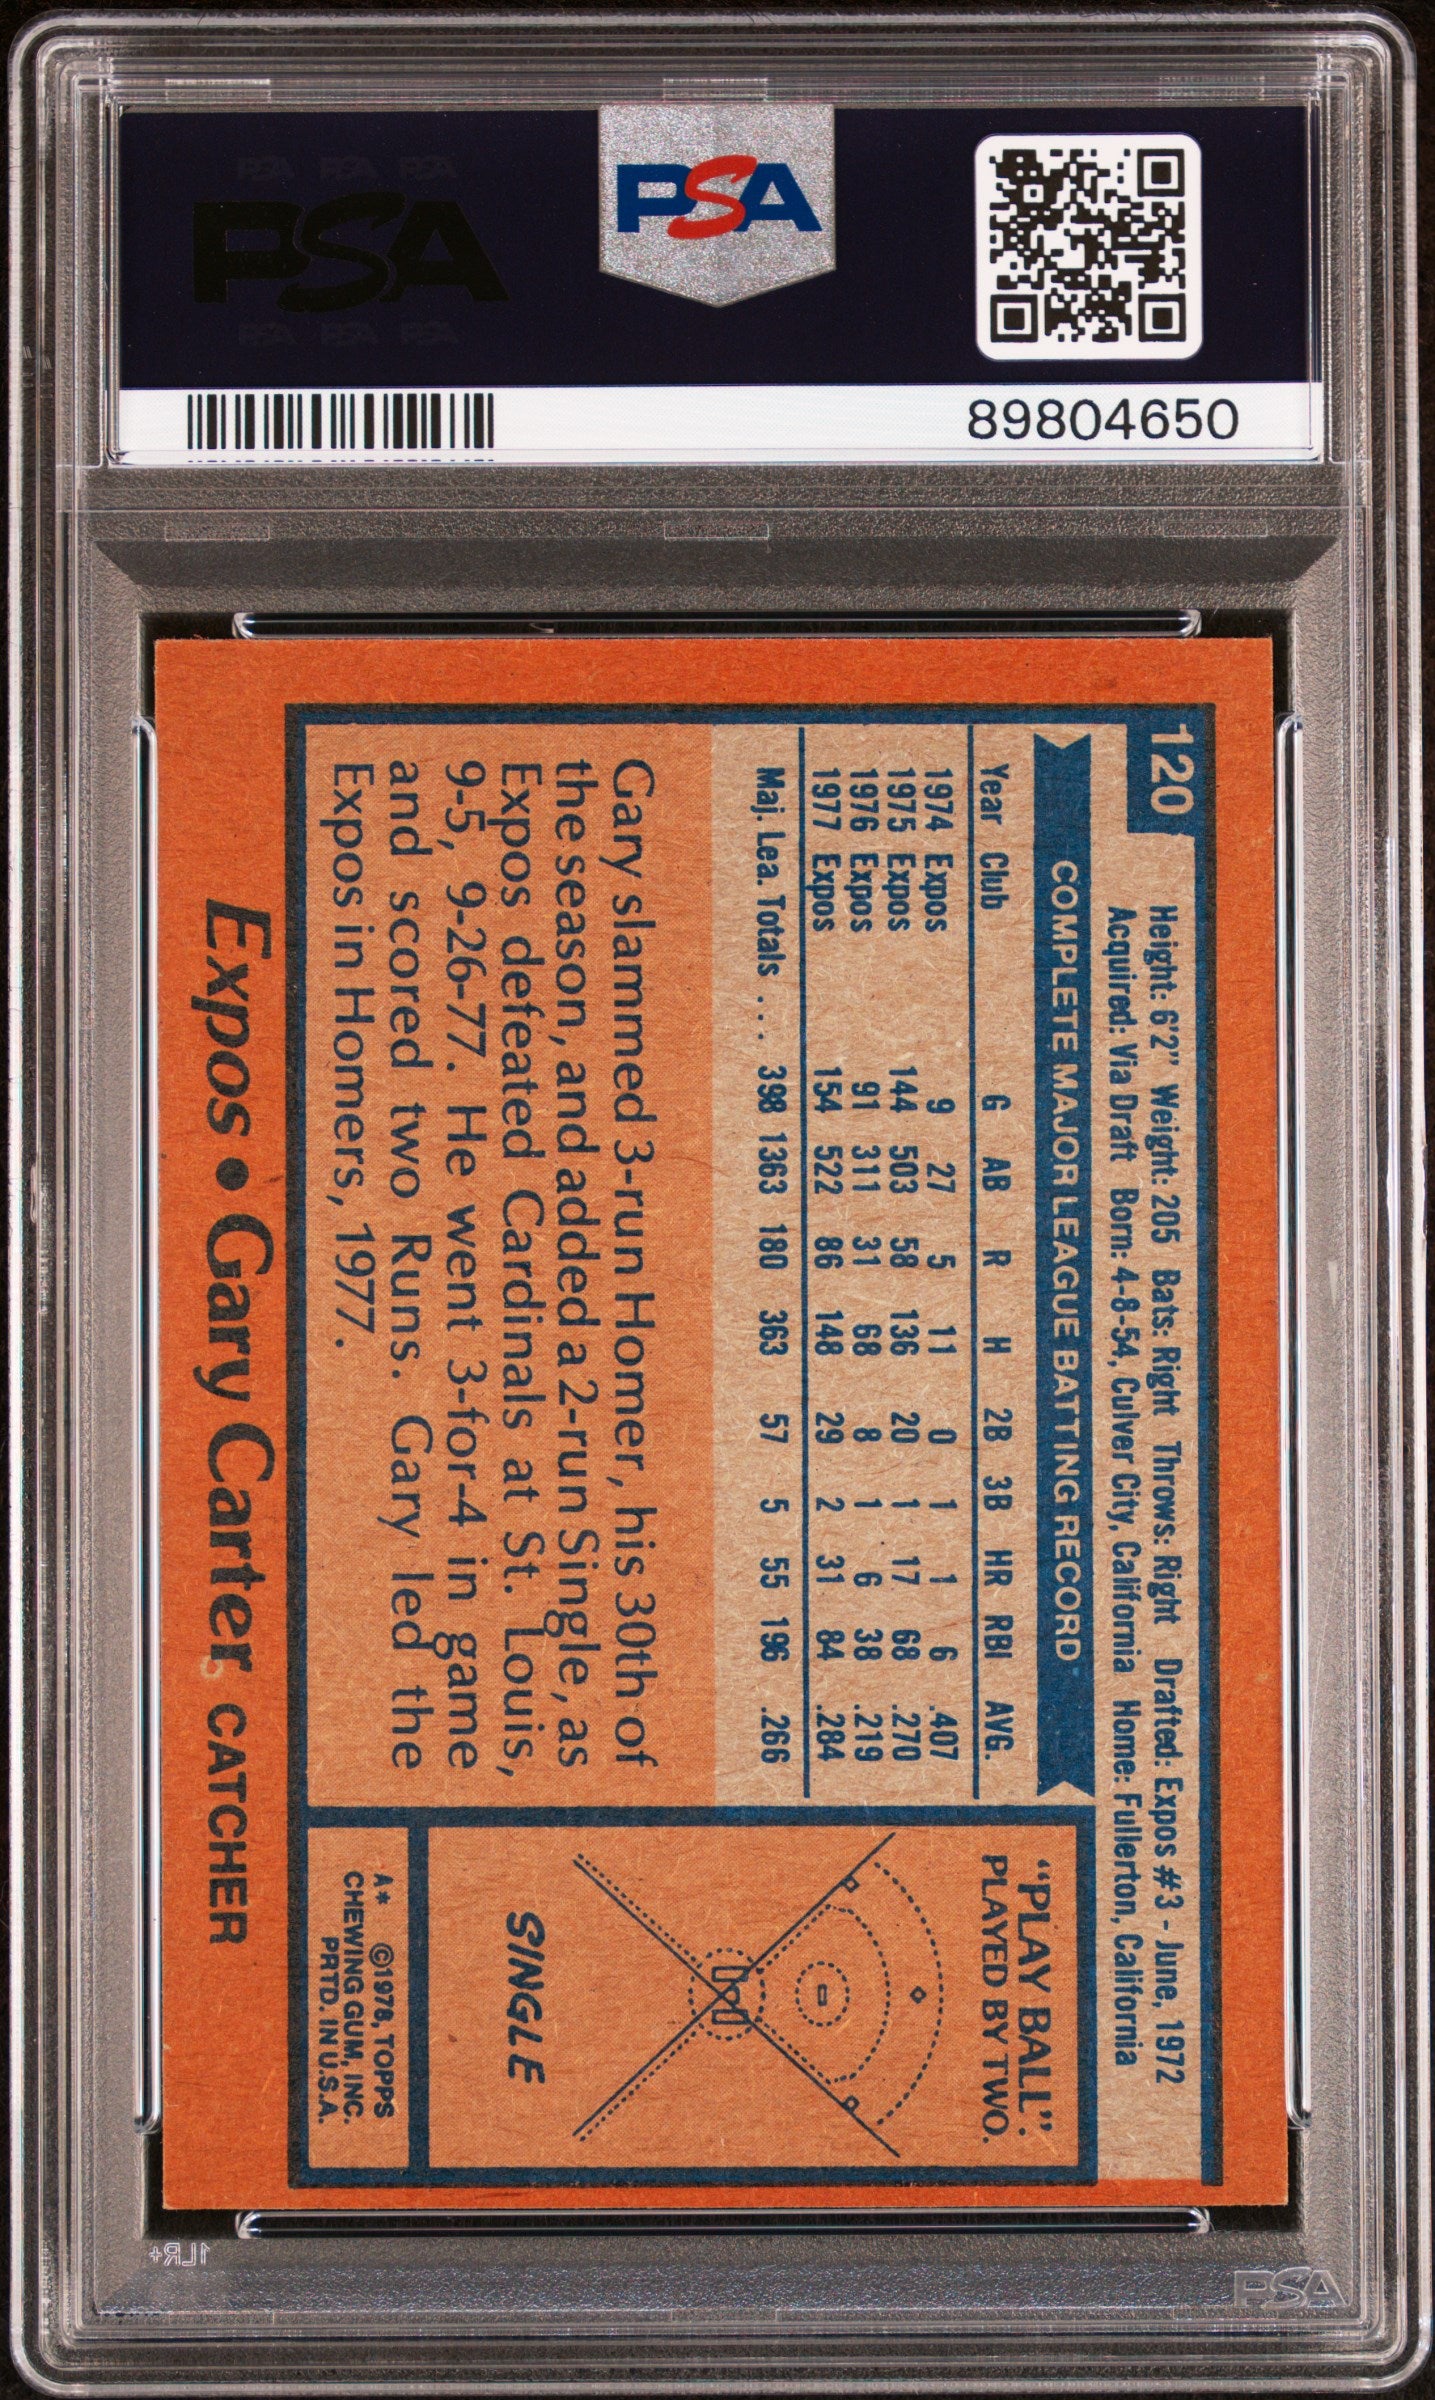 PSA PSA PSA
PSA
PSA PSA PSA
PSA
89804650
120
Height: 6'2" Weight: 205 Bats: Right Throws: Right Drafted: Expos #3 - June, 1972
Acquired: Via Draft Born: 4-8-54, Culver City, California Home: Fullerton, California
COMPLETE MAJOR LEAGUE BATTING RECORD
Year Club G AB R H 2B 3B HR RBI AVG.
1974 Expos 9 27 5 11 0 1 1 6 .407
1975 Expos 144 503 58 136 20 1 17 68 .270
1976 Expos 91 311 31 68 8 1 6 38 .219
1977 Expos 154 522 86 148 29 2 31 84 .284
Maj. Lea. Totals ... 398 1363 180 363 57 5 55 196 .266
Gary slammed 3-run Homer, his 30th of
the season, and added a 2-run Single, as
Expos defeated Cardinals at St. Louis,
9-5, 9-26-77. He went 3-for-4 in game
and scored two Runs. Gary led the
Expos in Homers, 1977.
"PLAY BALL":
PLAYED BY TWO.
SINGLE
A* ©1978, TOPPS
CHEWING GUM, INC.
PRTD. IN U.S.A.
Expos • Gary Carter, CATCHER
1LR+
PSA